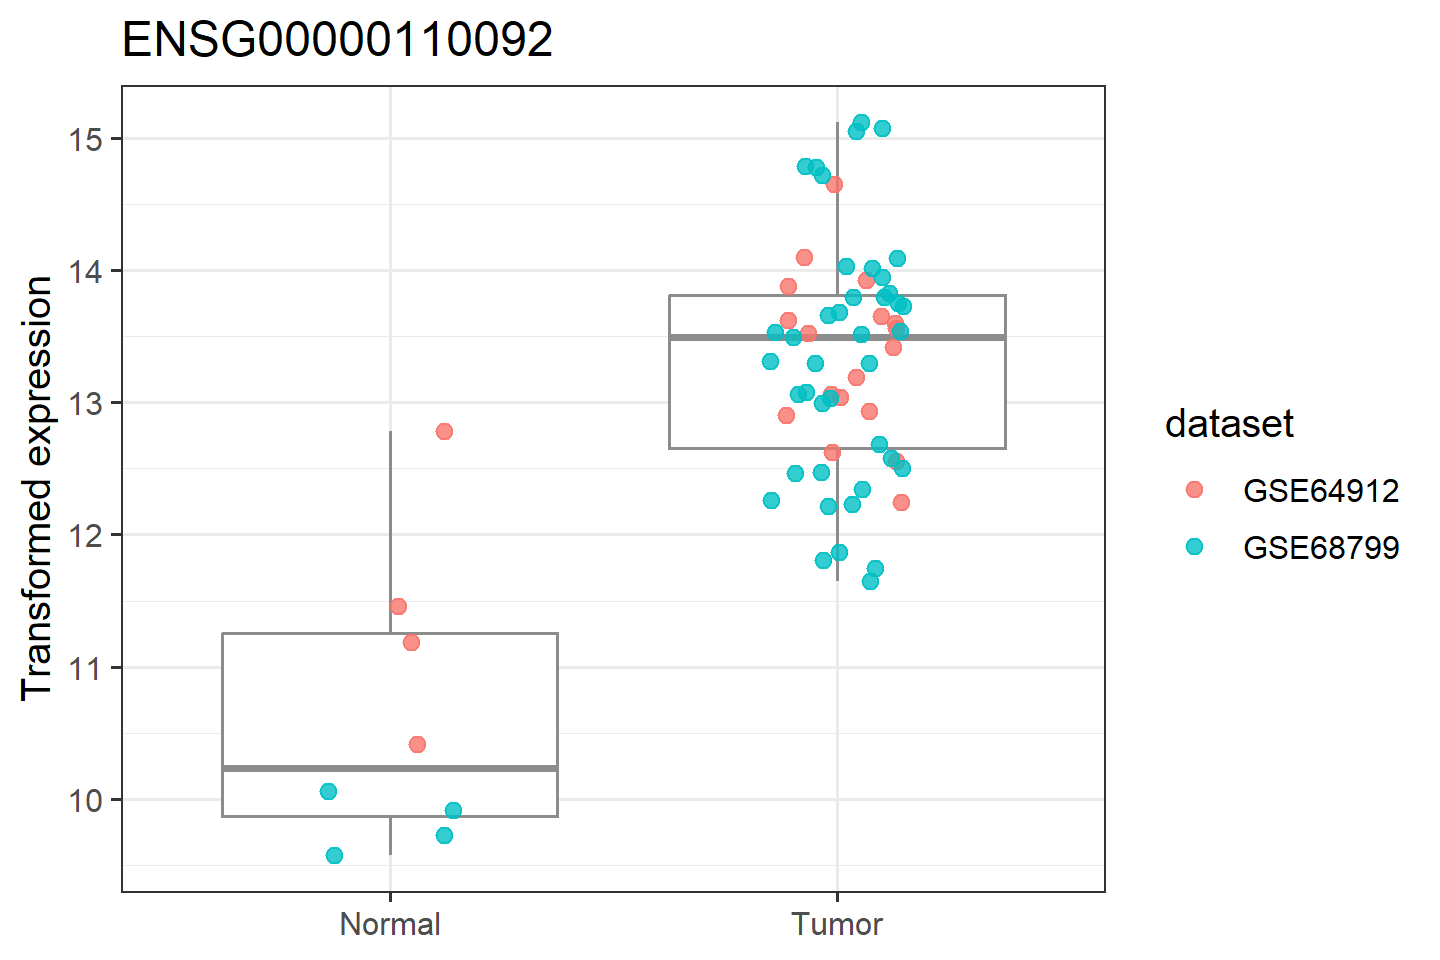 ENSG00000110092
Transformed expression
15
14
13
12
11
10
Normal
Tumor
dataset
GSE64912
GSE68799